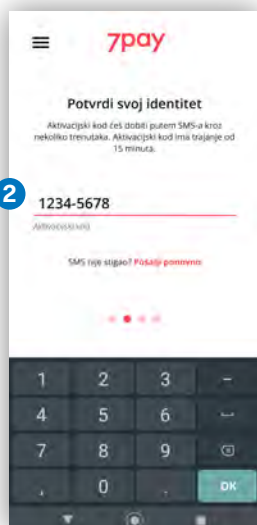 7pay
Potvrdi svoj identitet
Aktivacijski kod ćeš dobiti putem SMS-a kroz
nekoliko trenutaka. Aktivacijski kod ima trajanje od
15 minuta.
2
1234-5678
Aktivacijski kod
SMS nije stigao? Pošalji ponovno
1 2 3 –
4 5 6
7 8 9
, 0 . OK